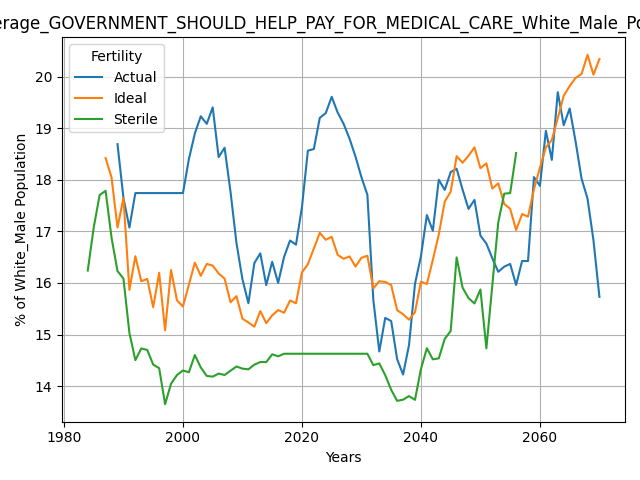 erage_GOVERNMENT_SHOULD_HELP_PAY_FOR_MEDICAL_CARE_White_Male_Po
Fertility
Actual
Ideal
Sterile
% of White_Male Population
20
19
18
17
16
15
14
1980
2000
2020
2040
2060
Years